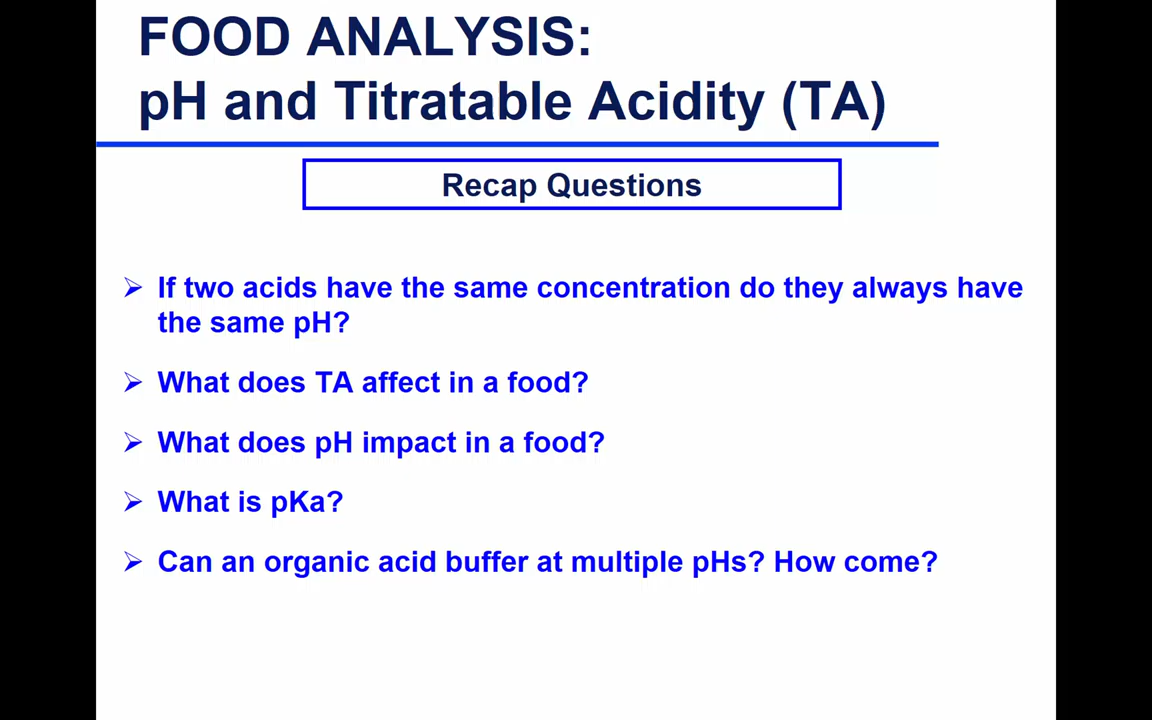 FOOD ANALYSIS:
pH and Titratable Acidity (TA)
Recap Questions
➢ If two acids have the same concentration do they always have
the same pH?
➢ What does TA affect in a food?
➢ What does pH impact in a food?
➢ What is pKa?
➢ Can an organic acid buffer at multiple pHs? How come?